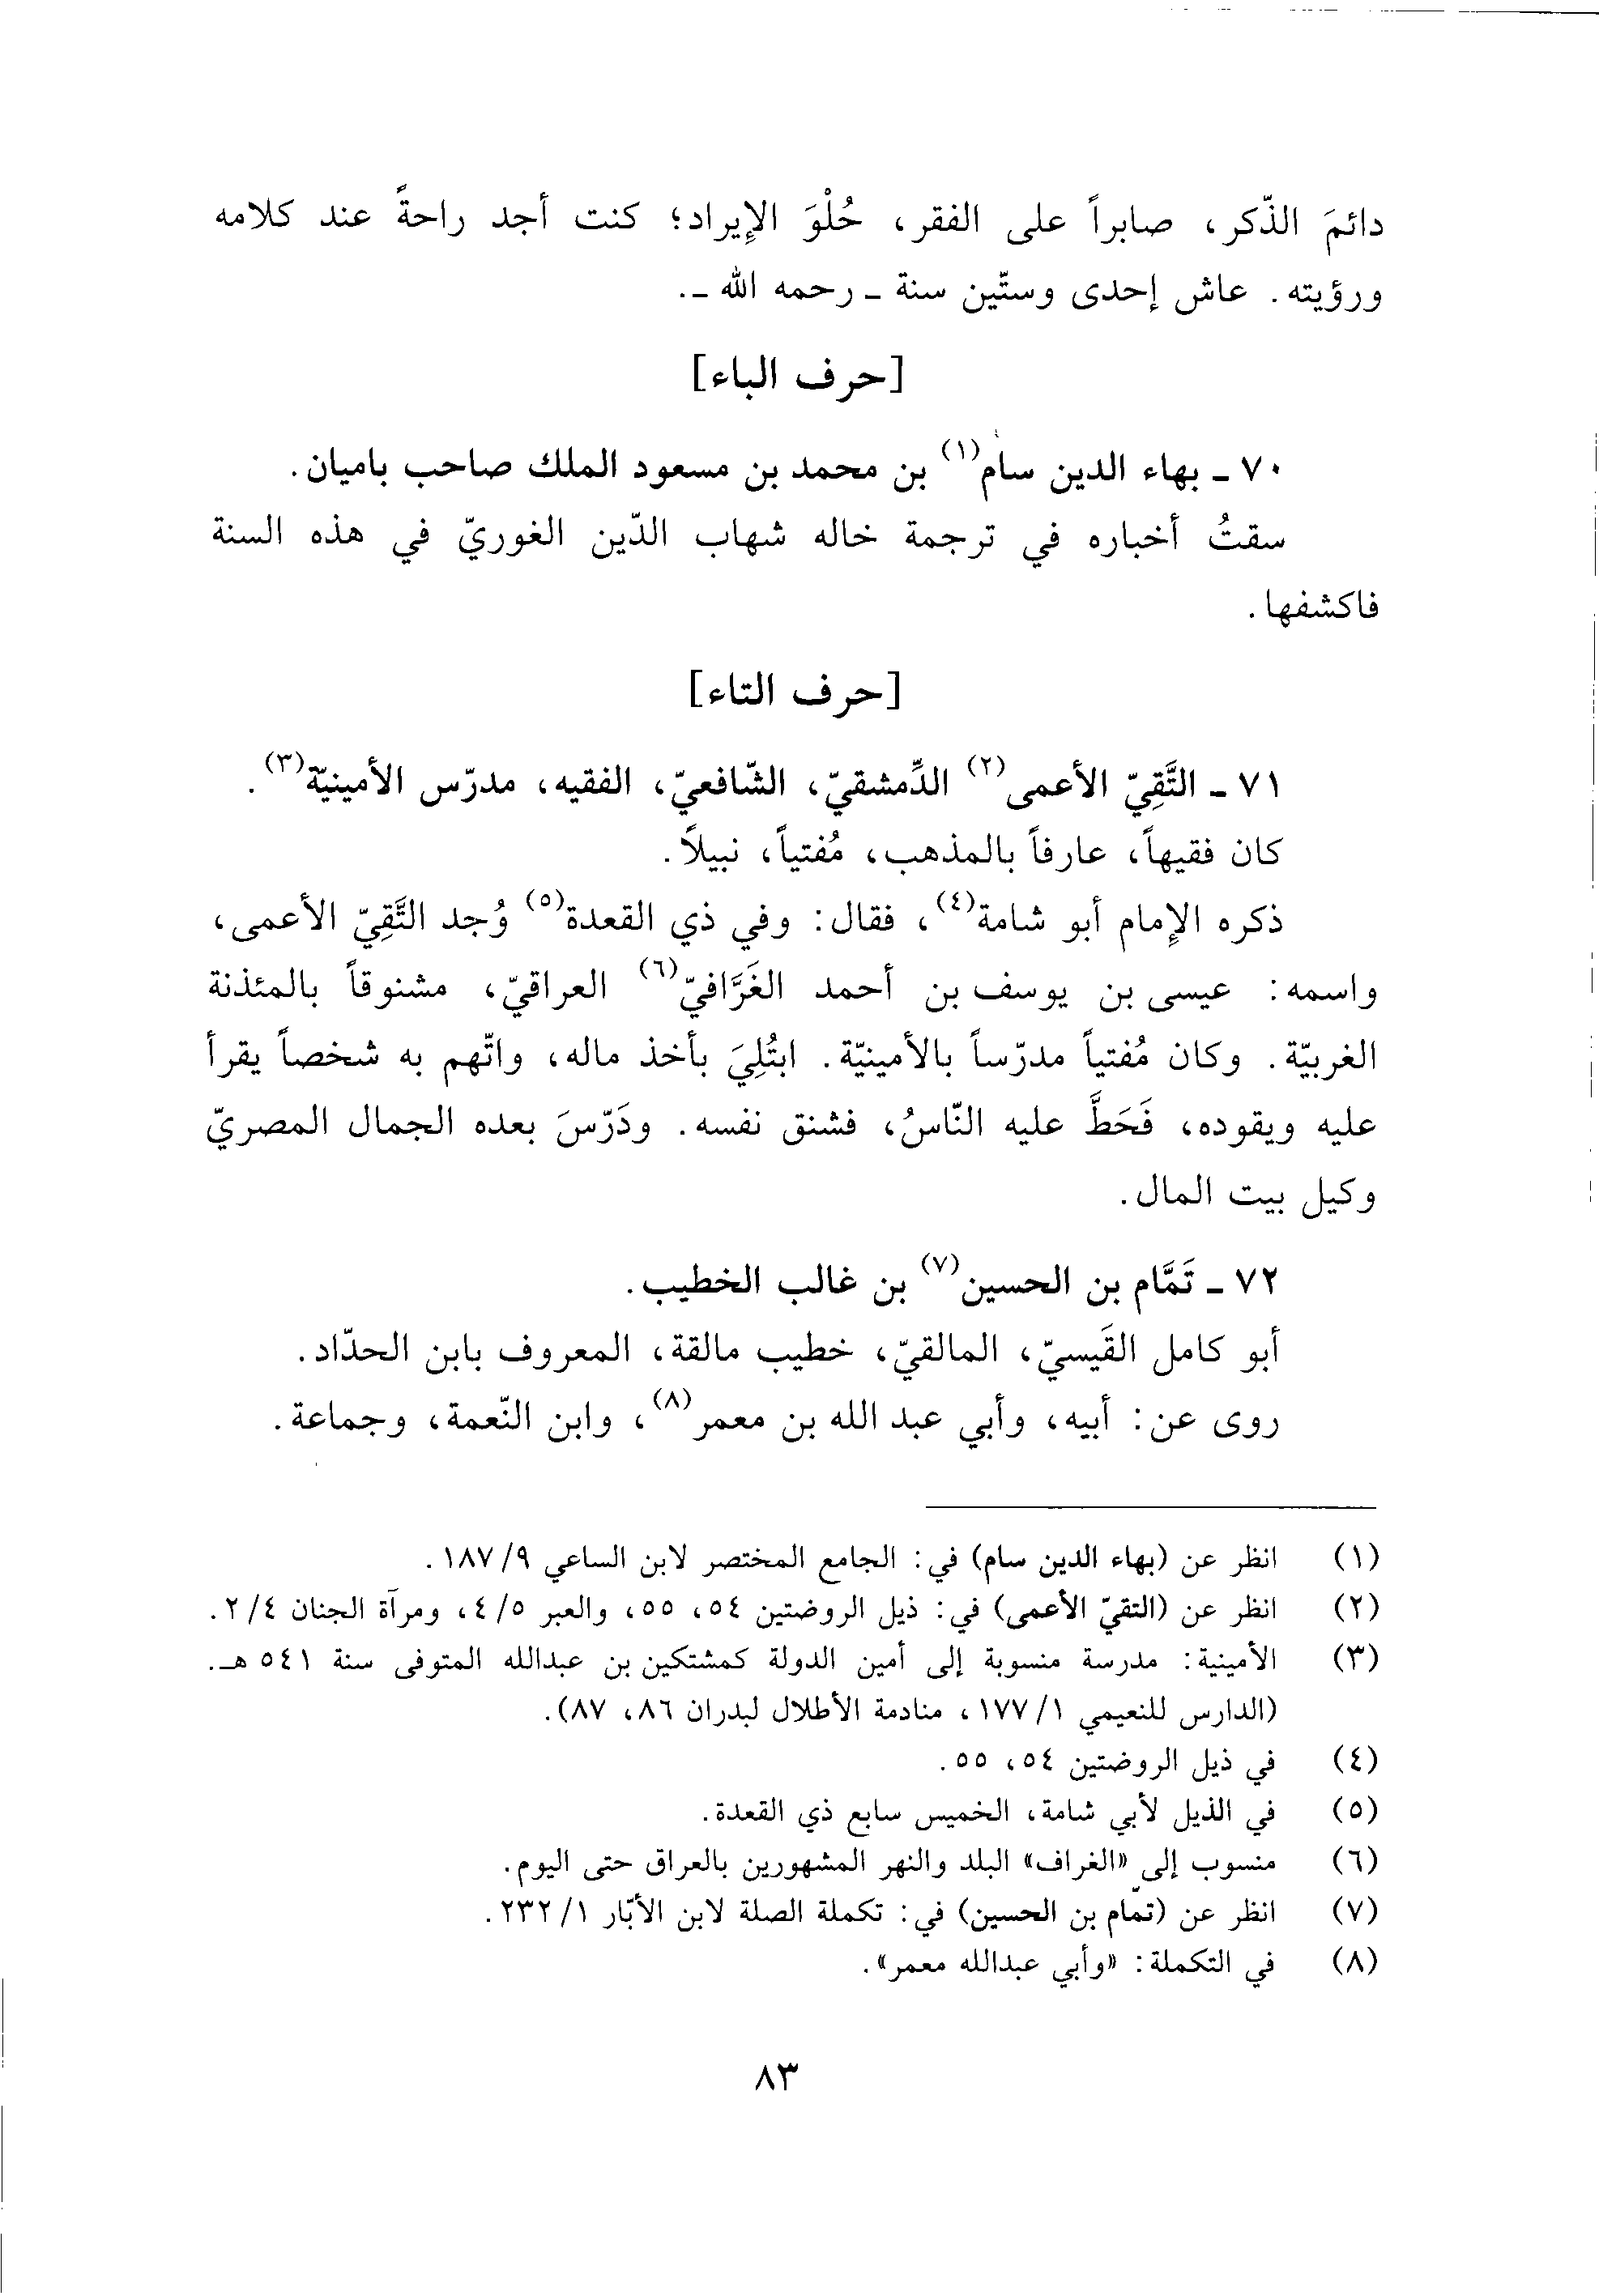 دائمَ الذّكر، صابراً على الفقر، حُلْوَ الإيراد؛ كنت أجد راحةً عند كلامه
ورؤيته. عاش إحدى وستّين سنة ـ رحمه الله ـ.
[حرف الباء]
٧٠ ـ بهاء الدين سام(١) بن محمد بن مسعود الملك صاحب باميان.
سقتُ أخباره في ترجمة خاله شهاب الدّين الغوريّ في هذه السنة
فاكشفها.
[حرف التاء]
٧١ ـ التَّقِيّ الأعمى(٢) الدِّمشقيّ، الشّافعيّ، الفقيه، مدرّس الأمينيّة(٣).
كان فقيهاً، عارفاً بالمذهب، مُفتياً، نبيلاً.
ذكره الإمام أبو شامة(٤)، فقال: وفي ذي القعدة(٥) وُجد التَّقِيّ الأعمى،
واسمه: عيسى بن يوسف بن أحمد الغَرَّافيّ(٦) العراقيّ، مشنوقاً بالمئذنة
الغربيّة. وكان مُفتياً مدرّساً بالأمينيّة. ابتُلِيَ بأخذ ماله، واتّهم به شخصاً يقرأ
عليه ويقوده، فَحَطَّ عليه النّاسُ، فشنق نفسه. ودَرّسَ بعده الجمال المصريّ
وكيل بيت المال.
٧٢ ـ تَمَّام بن الحسين(٧) بن غالب الخطيب.
أبو كامل القَيسيّ، المالقيّ، خطيب مالقة، المعروف بابن الحدّاد.
روى عن: أبيه، وأبي عبد الله بن معمر(٨)، وابن النّعمة، وجماعة.
(١) انظر عن (بهاء الدين سام) في: الجامع المختصر لابن الساعي ٩/ ١٨٧.
(٢) انظر عن (التقيّ الأعمى) في: ذيل الروضتين ٥٤، ٥٥، والعبر ٥/ ٤، ومرآة الجنان ٤/ ٢.
(٣) الأمينية: مدرسة منسوبة إلى أمين الدولة كمشتكين بن عبدالله المتوفى سنة ٥٤١ هـ.
(الدارس للنعيمي ١/ ١٧٧، منادمة الأطلال لبدران ٨٦، ٨٧).
(٤) في ذيل الروضتين ٥٤، ٥٥.
(٥) في الذيل لأبي شامة، الخميس سابع ذي القعدة.
(٦) منسوب إلى «الغراف» البلد والنهر المشهورين بالعراق حتى اليوم.
(٧) انظر عن (تمّام بن الحسين) في: تكملة الصلة لابن الأبّار ١/ ٢٣٢.
(٨) في التكملة: «وأبي عبدالله معمر».
٨٣